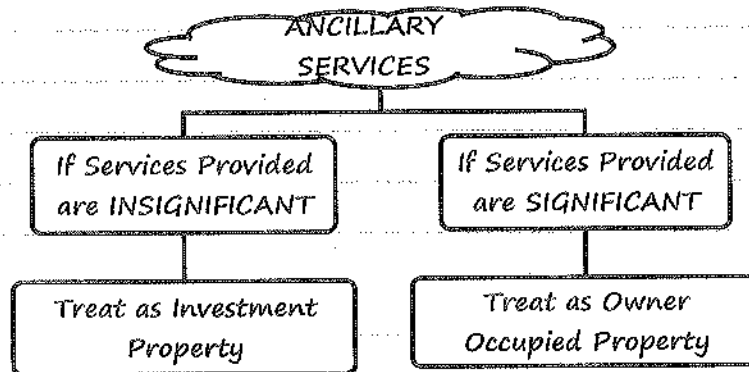 ANCILLARY
SERVICES
If Services Provided
are INSIGNIFICANT
If Services Provided
are SIGNIFICANT
Treat as Investment
Property
Treat as Owner
Occupied Property